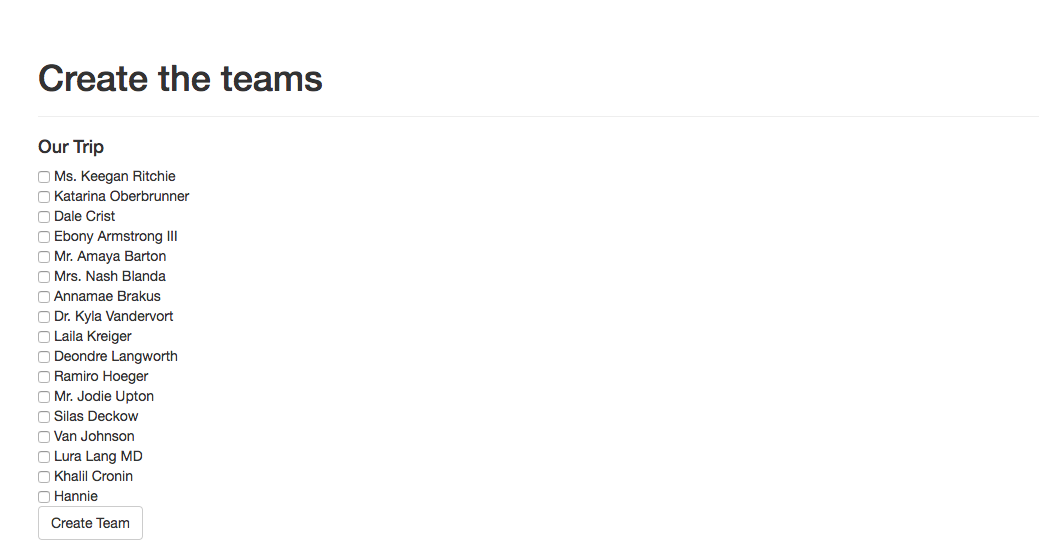 Create the teams
Our Trip
Ms. Keegan Ritchie
Katarina Oberbrunner
Dale Crist
Ebony Armstrong III
Mr. Amaya Barton
Mrs. Nash Blanda
Annamae Brakus
Dr. Kyla Vandervort
Laila Kreiger
Deondre Langworth
Ramiro Hoeger
Mr. Jodie Upton
Silas Deckow
Van Johnson
Lura Lang MD
Khalil Cronin
Hannie
Create Team